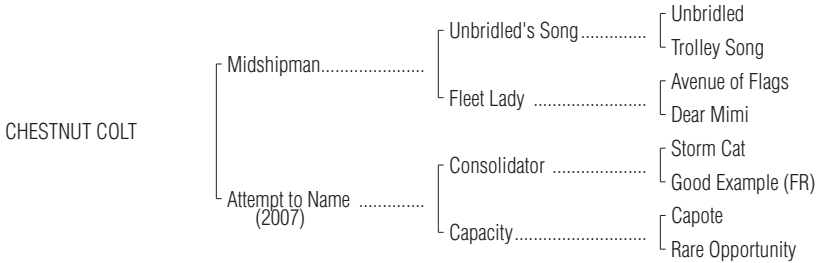 Unbridled
Unbridled's Song..............
Trolley Song
Midshipman.......................
Avenue of Flags
Fleet Lady ........................
Dear Mimi
CHESTNUT COLT
Storm Cat
Consolidator ....................
Good Example (FR)
Attempt to Name ..............
(2007)
Capote
Capacity............................
Rare Opportunity